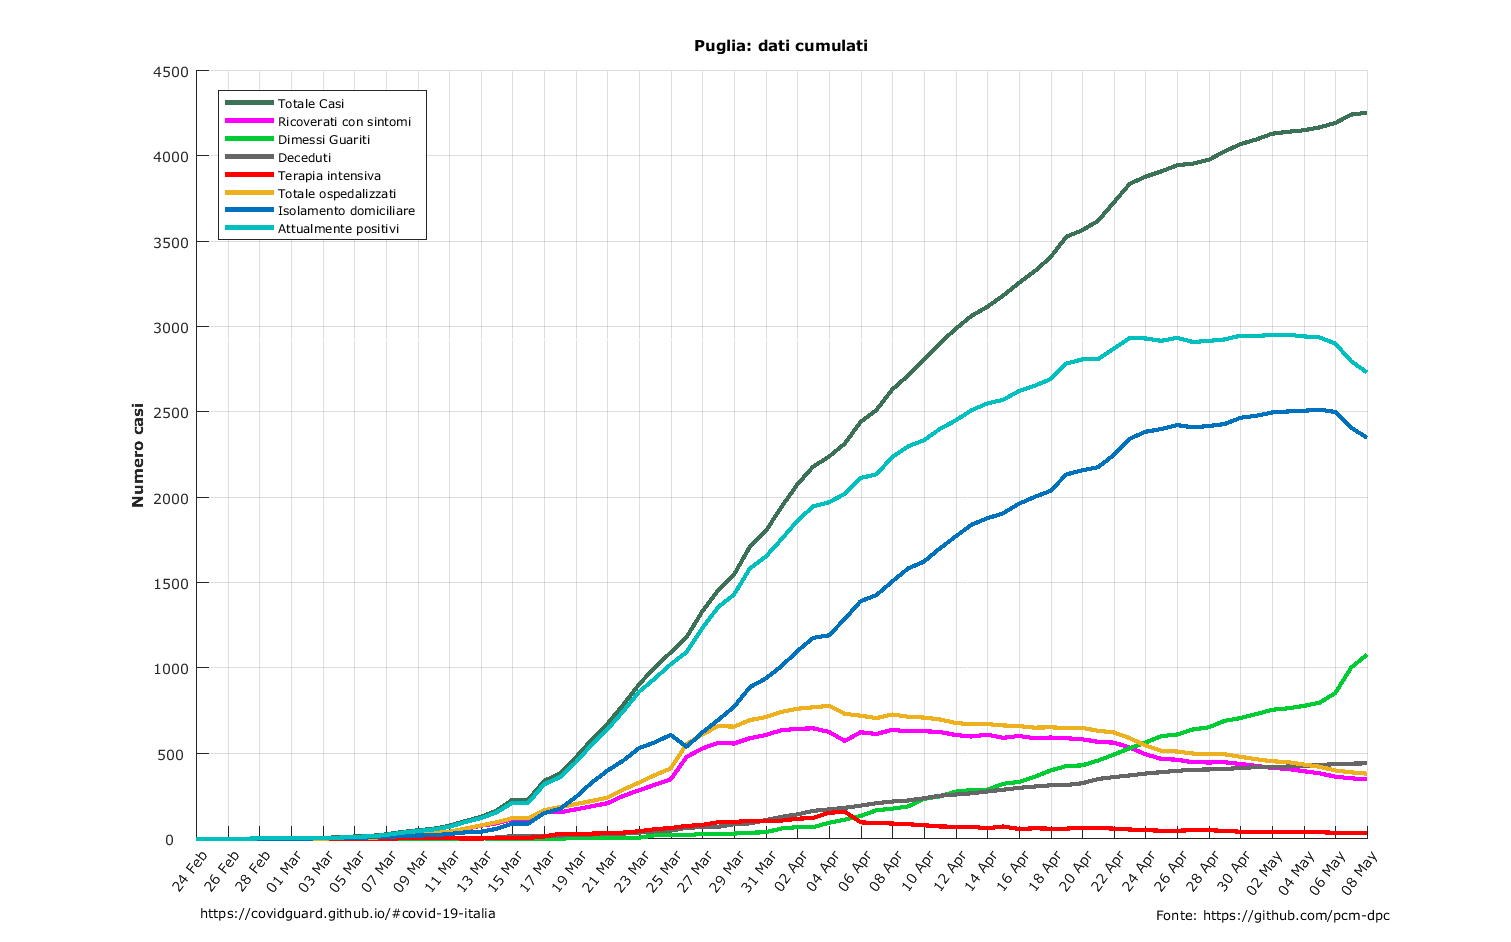 Puglia: dati cumulati
4500
4000
3500
3000
2500
2000
1500
1000
500
0
Numero casi
Totale Casi
Ricoverati con sintomi
Dimessi Guariti
Deceduti
Terapia intensiva
Totale ospedalizzati
Isolamento domiciliare
Attualmente positivi
24 Feb
26 Feb
28 Feb
01 Mar
03 Mar
05 Mar
07 Mar
09 Mar
11 Mar
13 Mar
15 Mar
17 Mar
19 Mar
21 Mar
23 Mar
25 Mar
27 Mar
29 Mar
31 Mar
02 Apr
04 Apr
06 Apr
08 Apr
10 Apr
12 Apr
14 Apr
16 Apr
18 Apr
20 Apr
22 Apr
24 Apr
26 Apr
28 Apr
30 Apr
02 May
04 May
06 May
08 May
https://covidguard.github.io/#covid-19-italia
Fonte: https://github.com/pcm-dpc